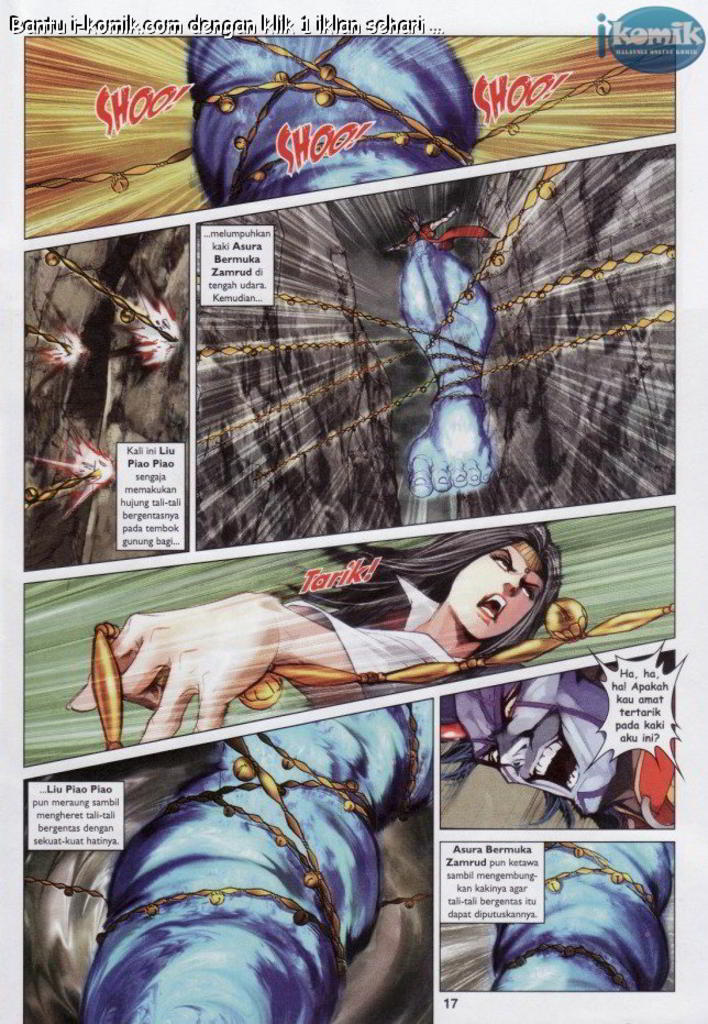 Bantu i-komik.com dengan klik 1 iklan sehari ...
ikomik
MALAYSIA ONLINE KOMIK
SHOO!
SHOO!
SHOO!
...melumpuhkan
kaki Asura
Bermuka
Zamrud di
tengah udara.
Kemudian...
Kali ini Liu
Piao Piao
sengaja
memakukan
hujung tali-tali
bergentasnya
pada tembok
gunung bagi...
Tarik!
Ha, ha,
ha! Apakah
kau amat
tertarik
pada kaki
aku ini?
...Liu Piao Piao
pun meraung sambil
mengheret tali-tali
bergentas dengan
sekuat-kuat hatinya.
Asura Bermuka
Zamrud pun ketawa
sambil mengembung-
kan kakinya agar
tali-tali bergentas itu
dapat diputuskannya.
17